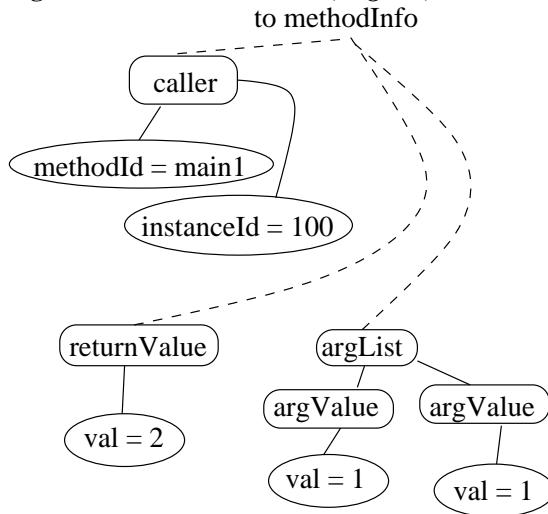 to methodInfo
caller
methodId = main1
instanceId = 100
returnValue
argList
argValue
argValue
val = 2
val = 1
val = 1